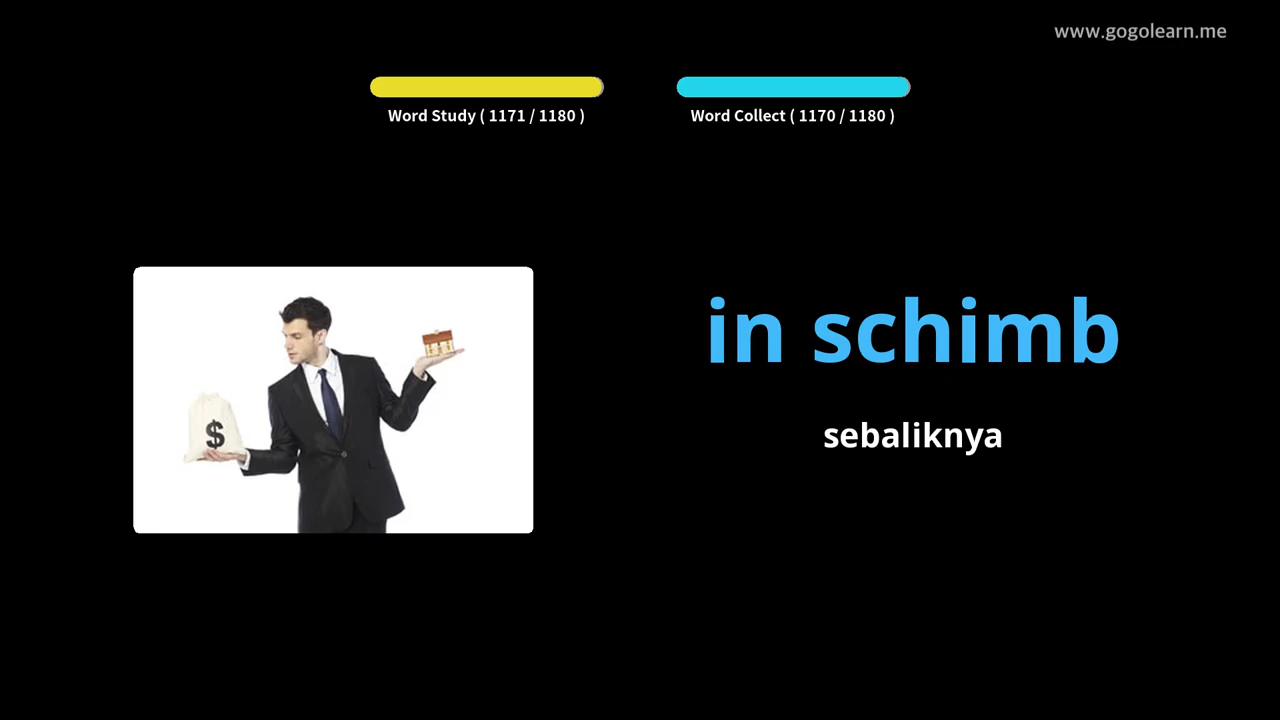 www.gogolearn.me
Word Study ( 1171 / 1180 )
Word Collect ( 1170 / 1180 )
$
in schimb
sebaliknya